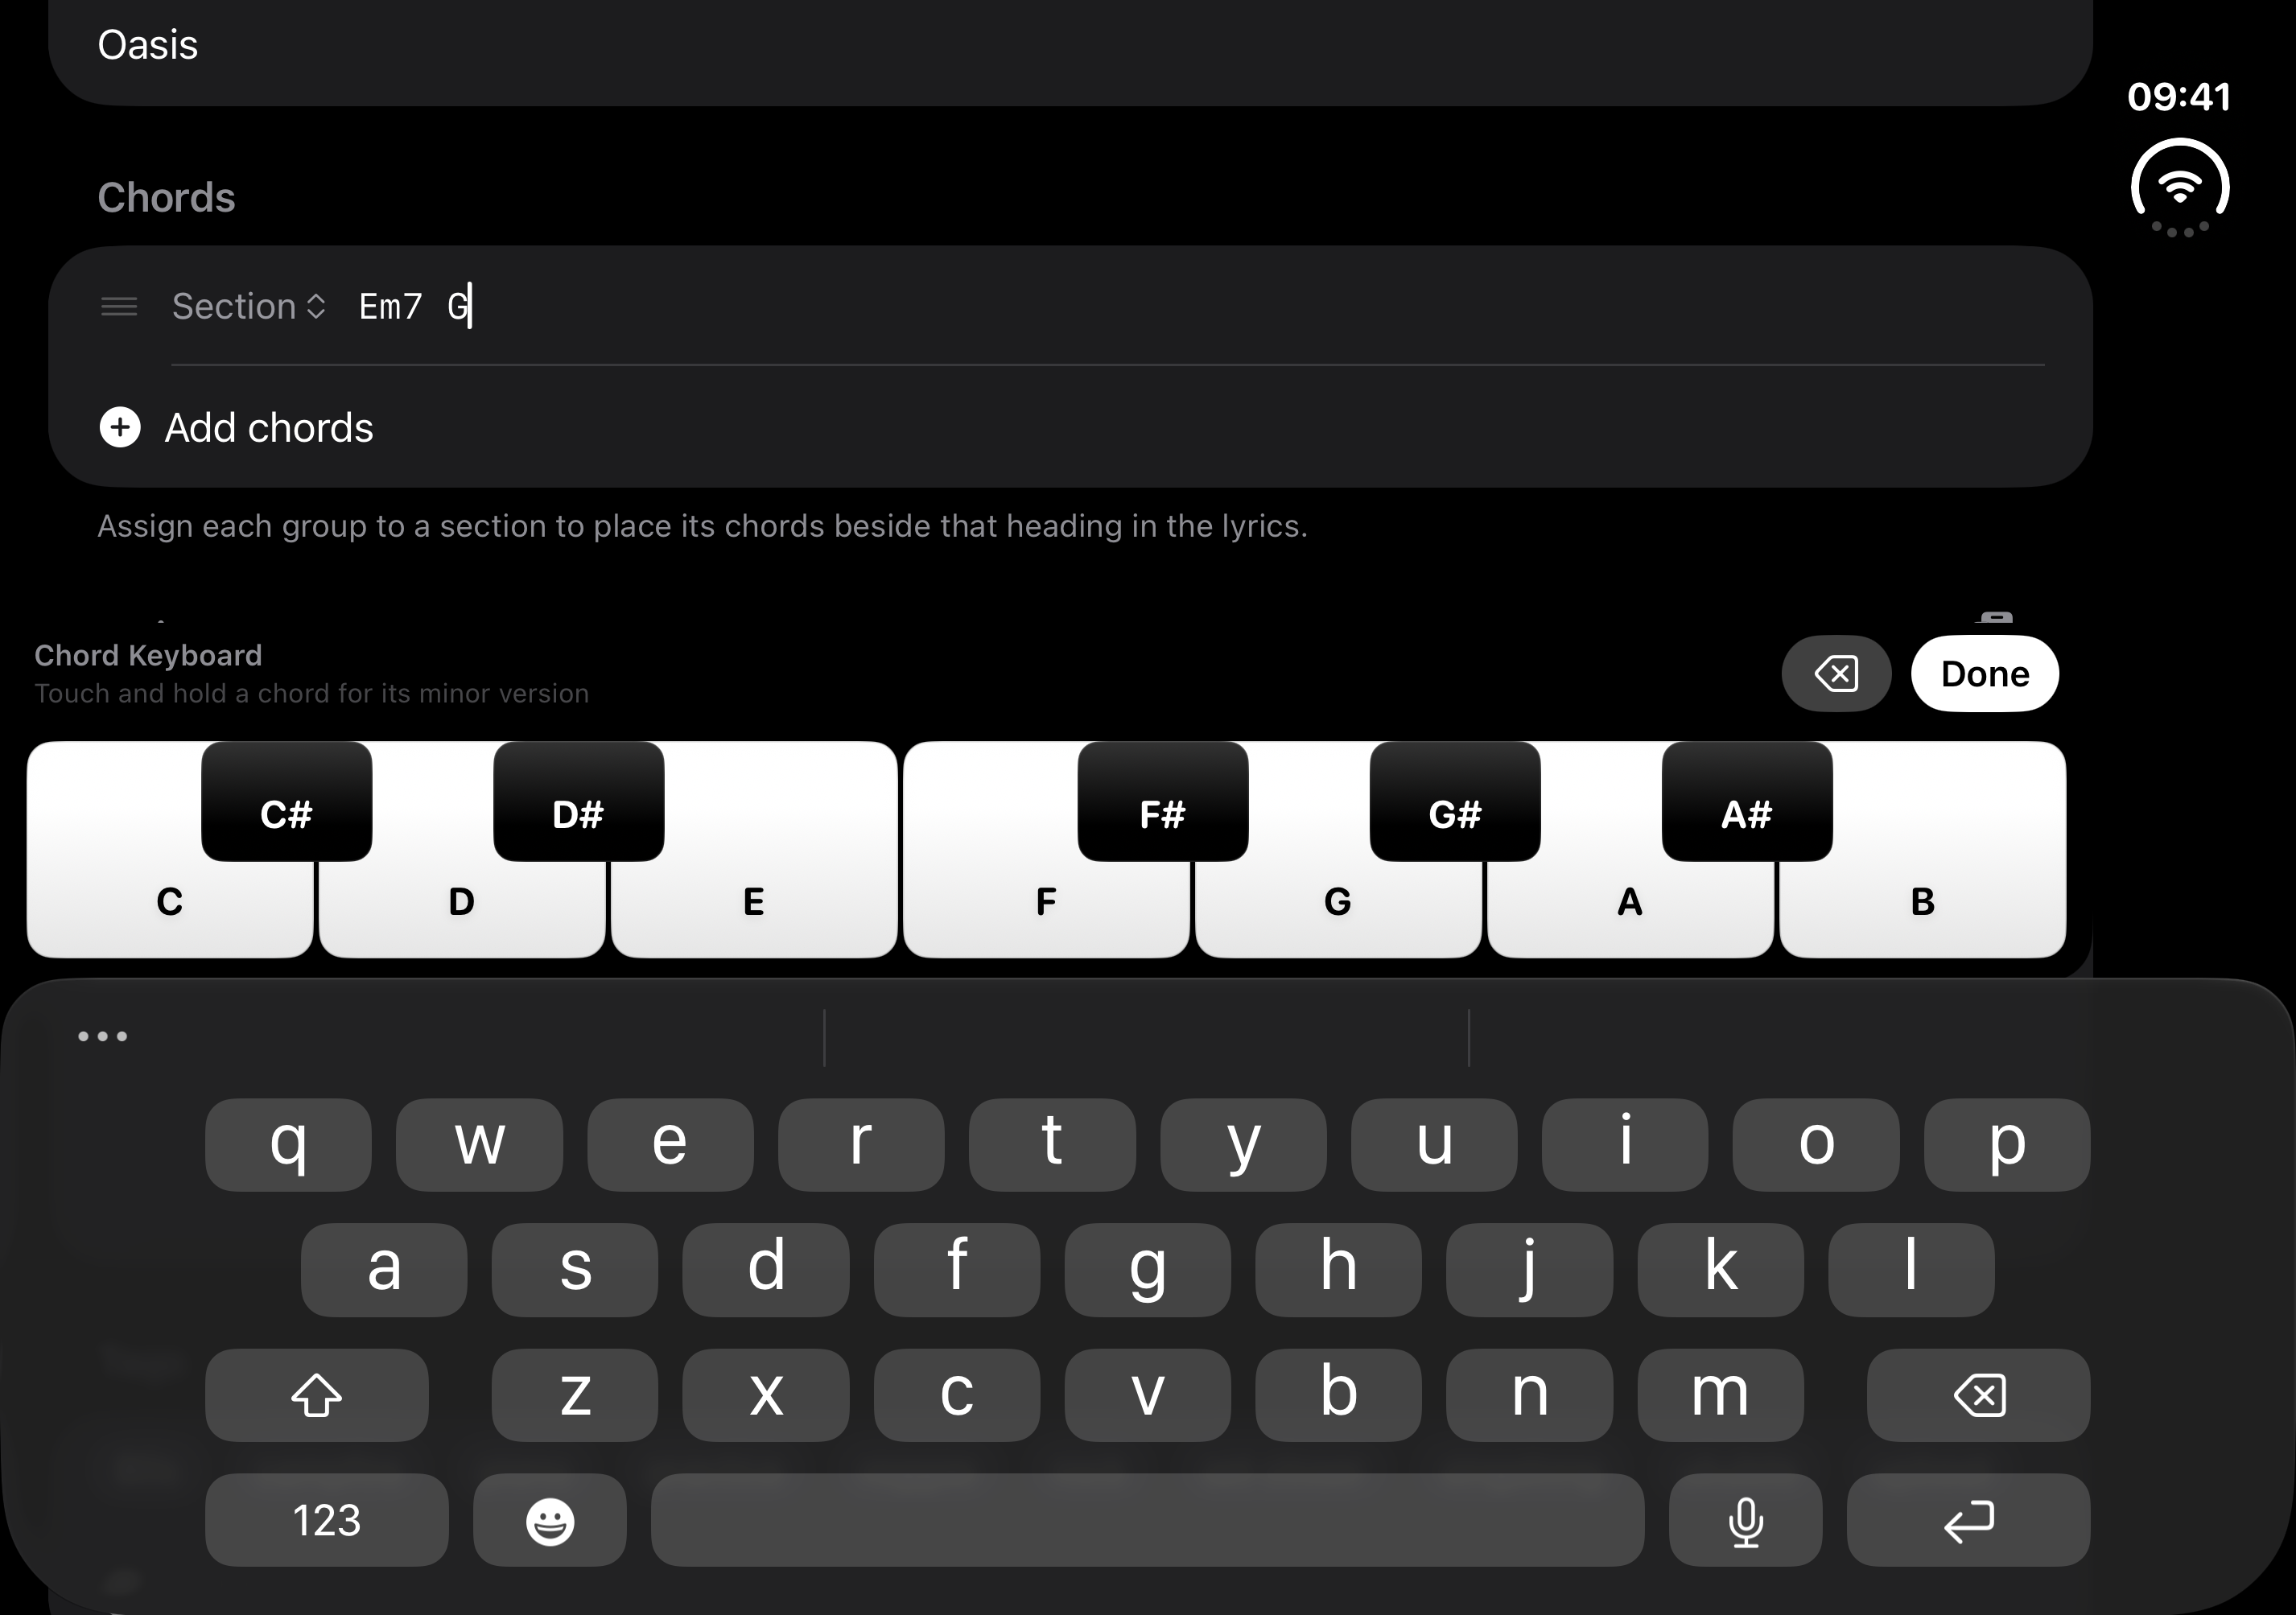 Oasis
09:41
Chords
Section Em7 G
Add chords
Assign each group to a section to place its chords beside that heading in the lyrics.
Chord Keyboard
Touch and hold a chord for its minor version
Done
C# D# F# G# A#
C D E F G A B
q w e r t y u i o p
a s d f g h j k l
z x c v b n m
123